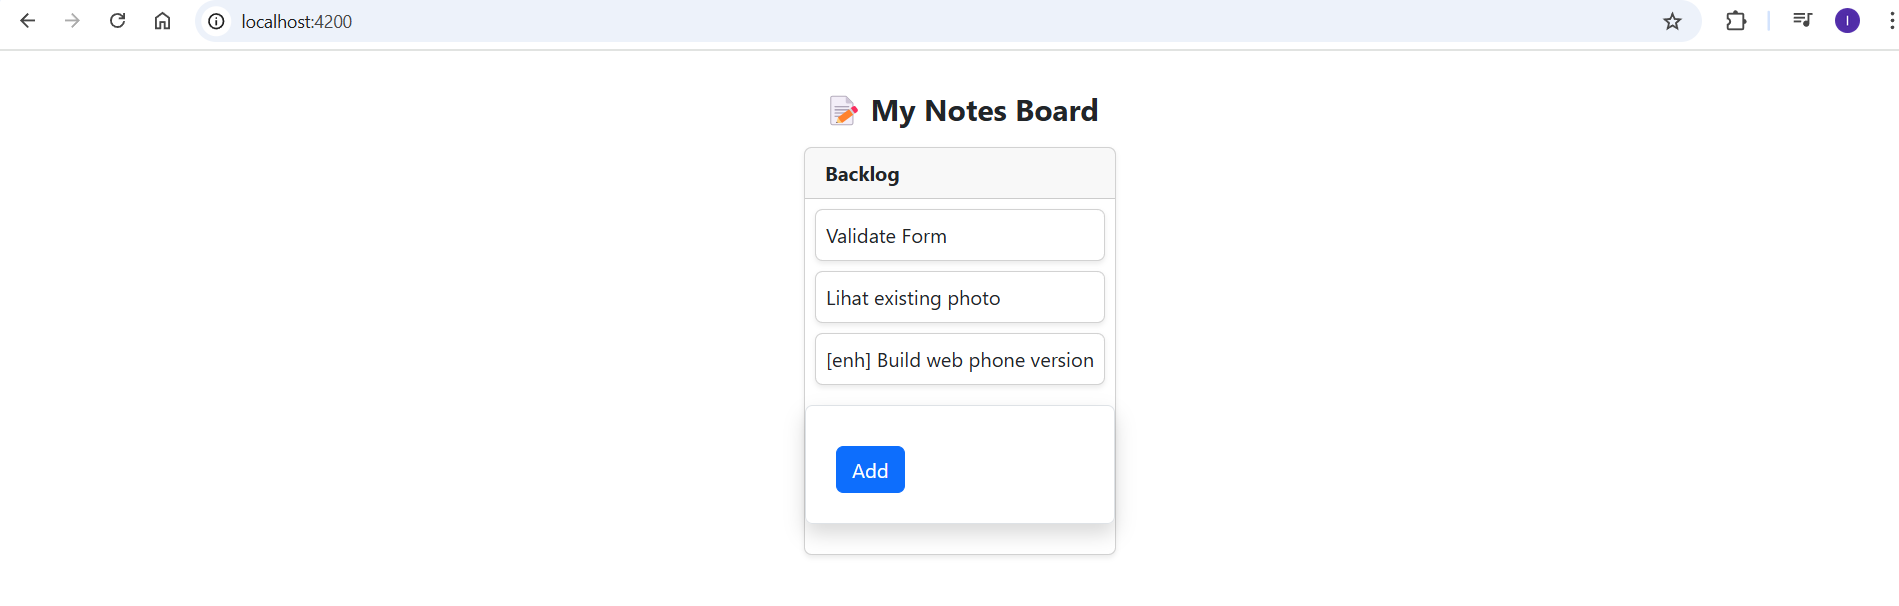 localhost:4200
I
My Notes Board
Backlog
Validate Form
Lihat existing photo
[enh] Build web phone version
Add